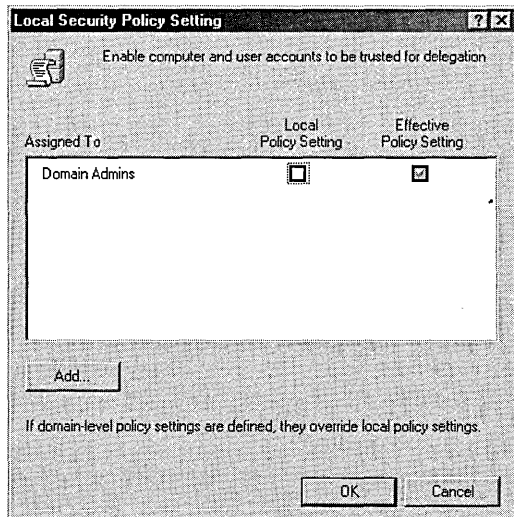 Local Security Policy Setting
Enable computer and user accounts to be trusted for delegation
Local Effective
Assigned To Policy Setting Policy Setting
Domain Admins
Add...
If domain-level policy settings are defined, they override local policy settings.
OK Cancel